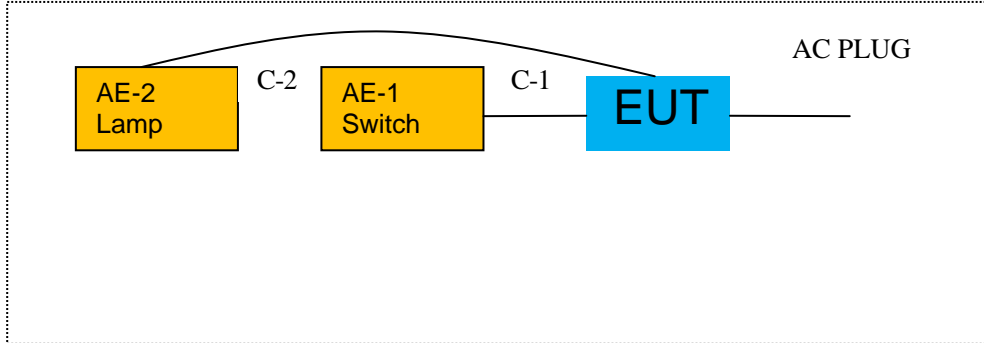 AC PLUG
AE-2
Lamp
C-2
AE-1
Switch
C-1
EUT